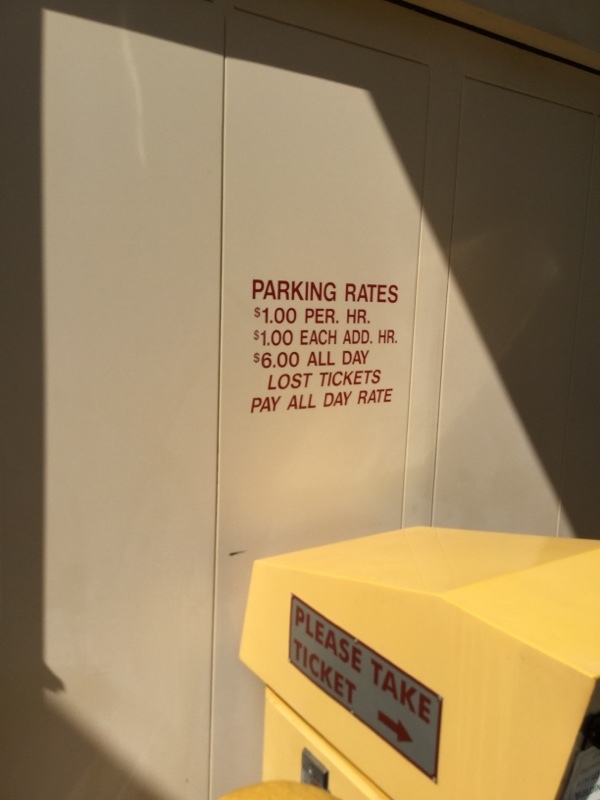 PARKING RATES
$1.00 PER. HR.
$1.00 EACH ADD. HR.
$6.00 ALL DAY
LOST TICKETS
PAY ALL DAY RATE
PLEASE TAKE
TICKET